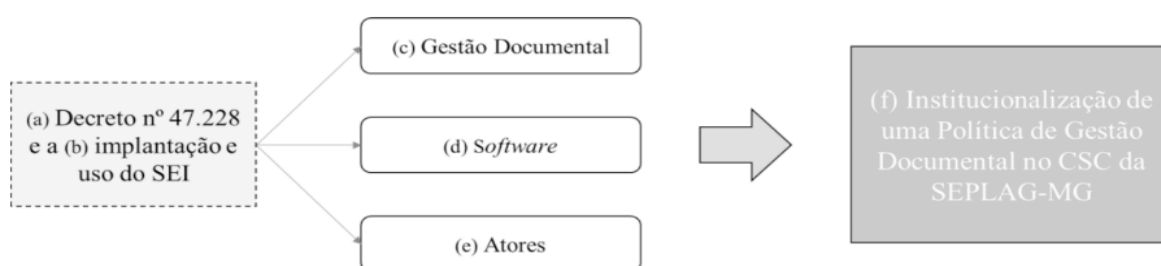 (a) Decreto nº 47.228
e a (b) implantação e
uso do SEI
(c) Gestão Documental
(d) Software
(e) Atores
(f) Institucionalização de
uma Política de Gestão
Documental no CSC da
SEPLAG-MG